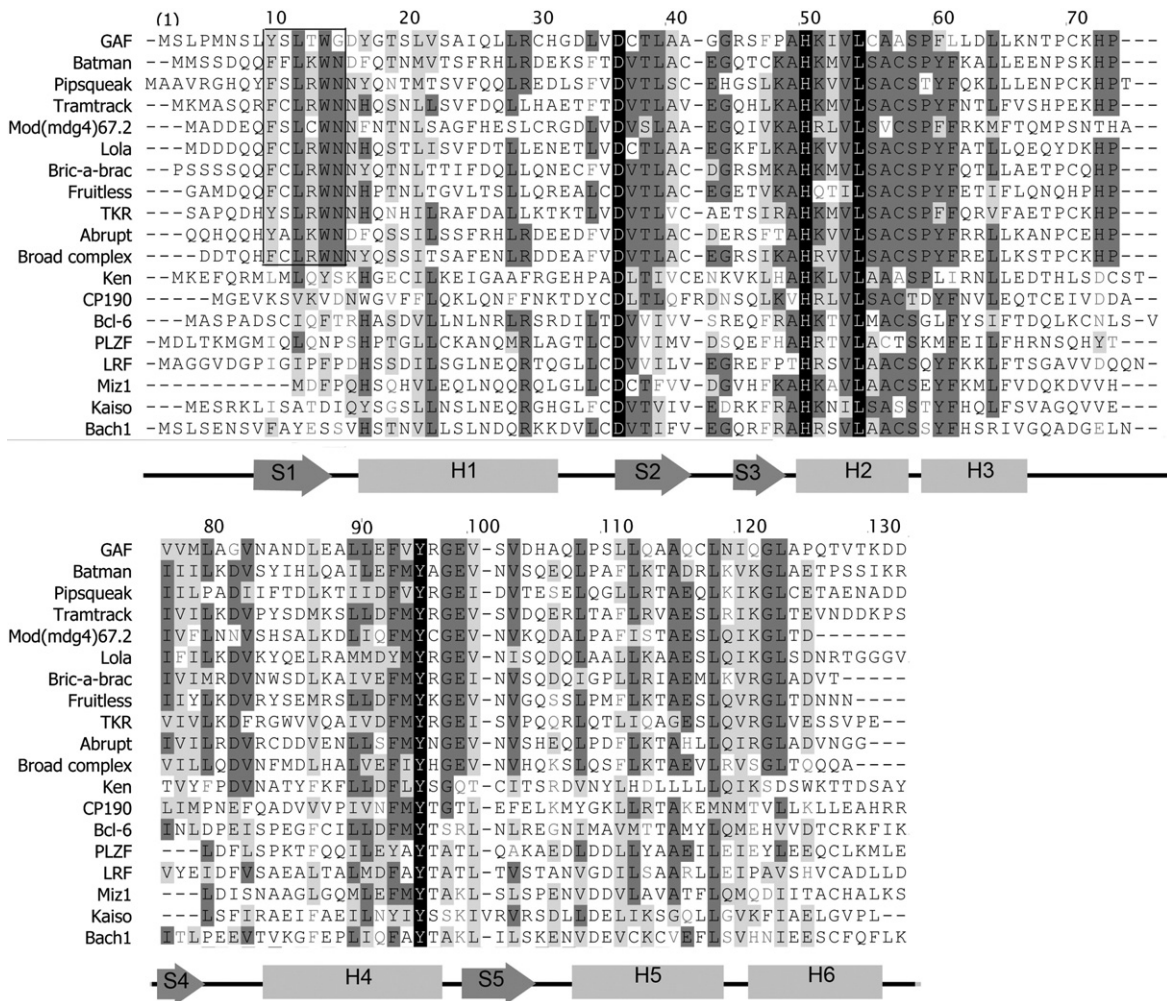 (1) 10 20 30 40 50 60 70
GAF --MSLPMNSLYSLTWGDYGTSLVSAIQLLRCHGDLVDCTLAA-GGRSFPAHKIVLCAASPFLLDLLKNTPCKHP---
Batman ---MMSSDQQFFLKWNDFQTNMVTSFRHLRDEKSFTDVTLAC-EGQTCKAHKMVLSACSPYFKALLEENPSKHP---
Pipsqueak MAAVRGHQYFSLRWNNYQNTMTSVFQQLREDLSFVDVTLSC-EHGSLKAHKVVLSACSTYFQKLLLENPCKHPT--
Tramtrack --MKMASQRFCLRWNNHQSNLLSVFDQLLHAETFTDVTLAV-EGQHLKAHKMVLSACSPYFNTLFVSHPEKHP---
Mod(mdg4)67.2 ---MADDEQFSLCWNNFNTNLSAGFHESLCRGDLVDVSLAA-EGQIVKAHRLVLSVCSPFFRKMFTQMPSNTHA--
Lola ---MDDDQQFCLRWNNHQSTLISVFDTLLENETLVDCTLAA-EGKFLKAHKVVLSACSPYFATLLQEQYDKHP---
Bric-a-brac --PSSSSQQFCLRWNNYQTNLTTIFDQLLQNECFVDVTLAC-DGRSMKAHKMVLSACSPYFQTLLAETPCQHP---
Fruitless ---GAMDQQFCLRWNNHPTNLTGVLTSLLQREALCDVTLAC-EGETVKAHQTILSACSPYFETIFLQNQHPHP---
TKR ---SAPQDHYSLRWNNHQNHILRAFDALLKTKTLVDVTLVC-AETSIRAHKMVLSACSPFFQRVFAETPCKHP---
Abrupt --QQHQQHYALKWNDFQSSILSSFRHLRDEEDFVDVTLAC-DERSFTAHKVVLSACSPYFRRLLKANPCEHP---
Broad complex ---DDTQHFCLRWNNYQSSITSAFENLRDDEAFVDVTLAC-EGRSIKAHRVVLSACSPYFRELLKSTPCKHP---
Ken --MKEFQRMLMLQYSKHGECILKEIGAAFRGEHPADLTIVCENKVKLHAHKLVLAAASPLIRNLLEDTHLSDCST-
CP190 -----MGEVKSVKVDNWGVFFLQKLQNFFNKTDYCDLTLQFRDNSQLKVHRLVLSACTDYFNVLEQTCEIVDDA--
Bcl-6 ---MASPADSCIQFTRHASDVLLNLNRLRSRDILTDVVIVV-SREQFRAHKTVLMACSGLFYSIFTDQLKCNLS-V
PLZF -MDLTKMGMIQLQNPSHPTGLLCKANQMRLAGTLCDVVIMV-DSQEFHAHRTVLACTSKMFEILFHRNSQHYT---
LRF --MAGGVDGPIGIPFPDHSSDILSGLNEQRTQGLLCDVVILV-EGREFPTHRSVLAACSQYFKKLFTSGAVVDQQN
Miz1 -----------MDFPQHSQHVLEQLNQQRQLGLLCDCTFVV-DGVHFKAHKAVLAACSEYFKMLFVDQKDVVH---
Kaiso ----MESRKLISATDIQYSGSLLNSLNEQRGHGLFCDVTVIV-EDRKFRAHKNILSASSTYFHQLFSVAGQVVE---
Bach1 --MSLSENSVFAYESSVHSTNVLLSLNDQRKKDVLCDVTIFV-EGQRFRAHRSVLAACSSYFHSRIVGQADGELN--
S1 H1 S2 S3 H2 H3
80 90 100 110 120 130
GAF VVMLAGVNANDLEALLEFVYRGEV-SVDHAQLPSLLQAAQCLNIQGLAPQTVTKDD
Batman IIILKDVSYIHLQAILEFMYAGEV-NVSQEQLPAFLKTADRLKVKGLAETPSSIKR
Pipsqueak IIILPADIIFTDLKTIIDFVYRGEI-DVTESELQGLLRTAEQLKIKGLCETAENADD
Tramtrack IVILKDVPYSDMKSLLDFMYRGEV-SVDQERLTAFLRVAESLRIKGLTEVNDDKPS
Mod(mdg4)67.2 IVFLNNVSHSALKDLIQFMYCGEV-NVKQDALPAFISTAESLQIKGLTD-------
Lola IFILKDVKYQELRAMMDYMYRGEV-NISQDQLAALLKAAESLQIKGLSDNRTGGGV
Bric-a-brac IVIMRDVNWSDLKAIVEFMYRGEV-NVSQDQIGPLLRIAEMLKVRGLADVT-----
Fruitless IIYLKDVRYSEMRSLLDFMYKGEV-NVGQSSLPMFLKTAESLQVRGLTDNNN----
TKR VIVLKDFRGWVVQAIVDFMYRGEI-SVPQQRLQTLIQAGESLQVRGLVESSVPE--
Abrupt IVILRDVRCDDVENLLSFMYNGEV-NVSHEQLPDFLKTAHLLQIRGLADVNGG---
Broad complex VILLQDVNFMDLHALVEFIYHGEV-NVHQKSLQSFLKTAEVLRVSGLTQQQA----
Ken TVYFPDVNATYFKFLLDFLYSGQT-CITSRDVNYLHDLLLLLQIKSDSWKTTDSAY
CP190 LIMPNEFQADVVVPIVNFMYTGTL-EFELKMYGKLLRTAKEMNMTVLLKLLEAHRR
Bcl-6 INLDPEISPEGFCILLDFMYTSRL-NLREGNIMAVMTTAMYLQMEHVVDTCRKFIK
PLZF ---LDFLSPKTFQQILEYAYTATL-QAKAEDLDDLLYAAEILEIEYLEEQCLKMLE
LRF VYEIDFVSAEALTALMDFAYTATL-TVSTANVGDILSAARLLEIPAVSHVCADLLD
Miz1 ---LDISNAAGLGQMLEFMYTAKL-SLSPENVDDVLAVATFLQMQDIITACHALKS
Kaiso ---LSFIRAEIFAEILNYIYSSKIVRVRSDLLDELIKSGQLLGVKFIAELGVPL--
Bach1 ITLPEEVTVKGFEPLIQFAYTAKL-ILSKENVDEVCKCVEFLSVHNIEESCFQFLK
S4 H4 S5 H5 H6